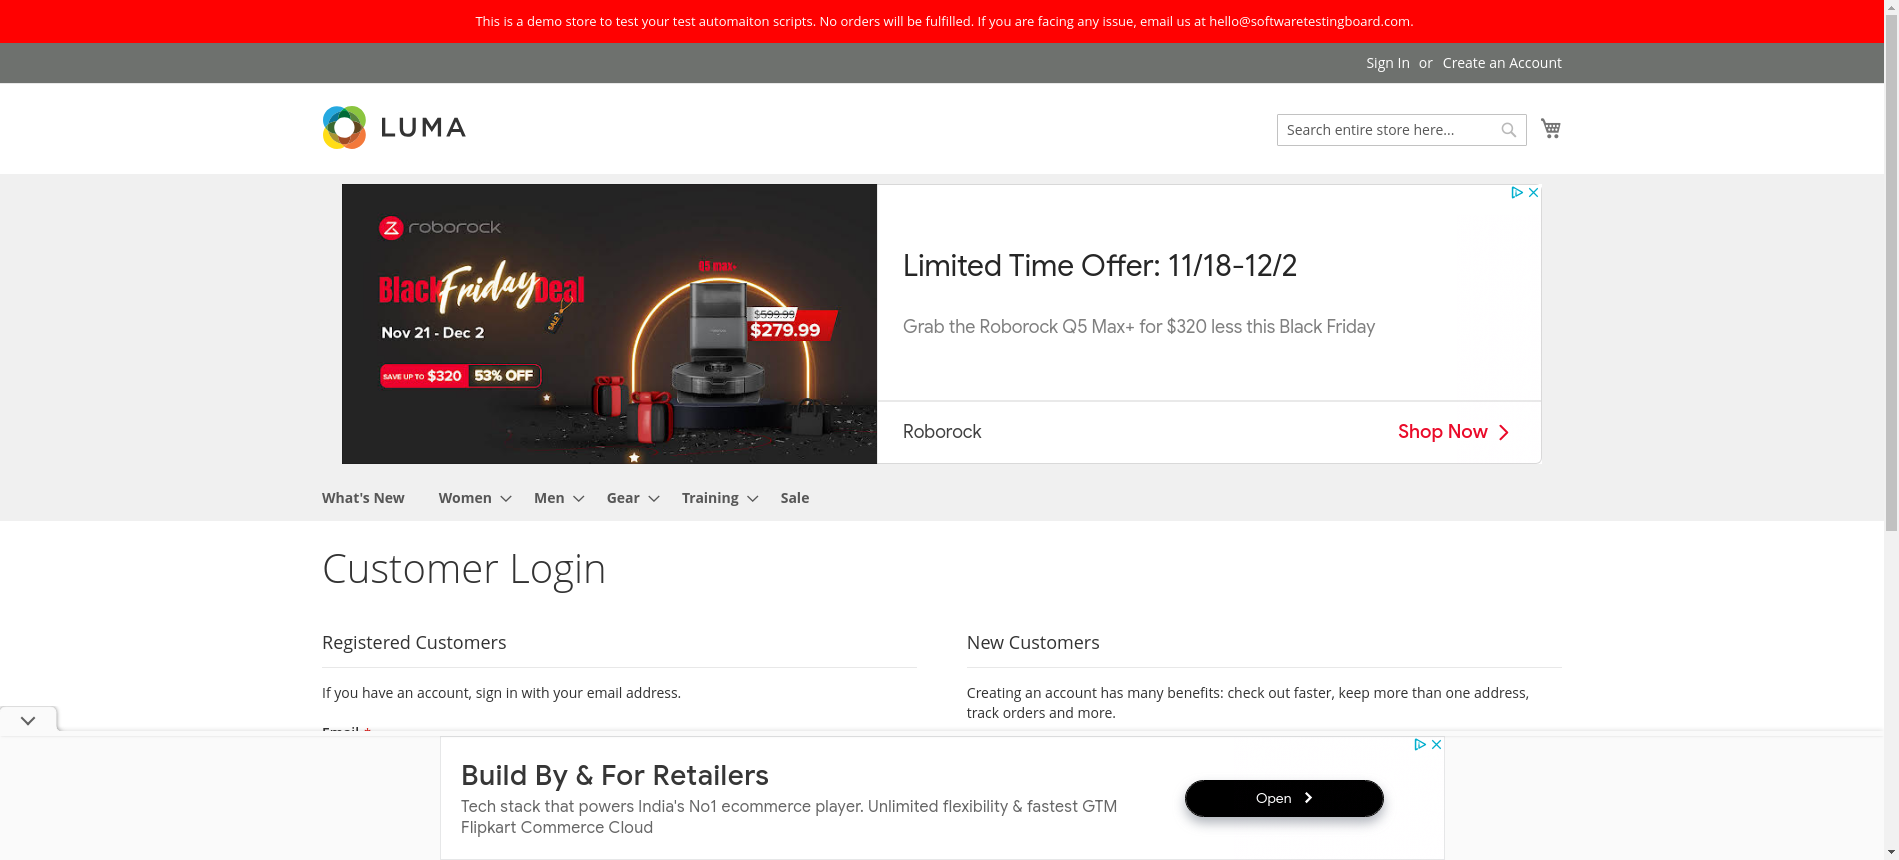 This is a demo store to test your test automaiton scripts. No orders will be fulfilled. If you are facing any issue, email us at hello@softwaretestingboard.com.
Sign In or Create an Account
LUMA
Search entire store here...
roborock
Black Friday Deal
Nov 21 - Dec 2
SAVE UP TO $320 53% OFF
SALE
Q5 max+
$599.99
$279.99
Limited Time Offer: 11/18-12/2
Grab the Roborock Q5 Max+ for $320 less this Black Friday
Roborock
Shop Now
What's New Women Men Gear Training Sale
Customer Login
Registered Customers
If you have an account, sign in with your email address.
Email *
New Customers
Creating an account has many benefits: check out faster, keep more than one address,
track orders and more.
Build By & For Retailers
Tech stack that powers India's No1 ecommerce player. Unlimited flexibility & fastest GTM
Flipkart Commerce Cloud
Open